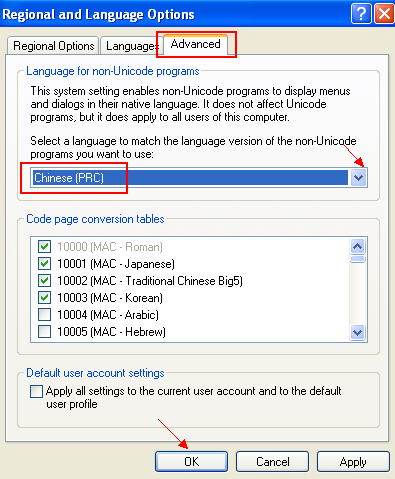 Regional and Language Options
Regional Options Languages Advanced
Language for non-Unicode programs
This system setting enables non-Unicode programs to display menus
and dialogs in their native language. It does not affect Unicode
programs, but it does apply to all users of this computer.
Select a language to match the language version of the non-Unicode
programs you want to use:
Chinese (PRC)
Code page conversion tables
10000 (MAC - Roman)
10001 (MAC - Japanese)
10002 (MAC - Traditional Chinese Big5)
10003 (MAC - Korean)
10004 (MAC - Arabic)
10005 (MAC - Hebrew)
Default user account settings
Apply all settings to the current user account and to the default
user profile
OK Cancel Apply